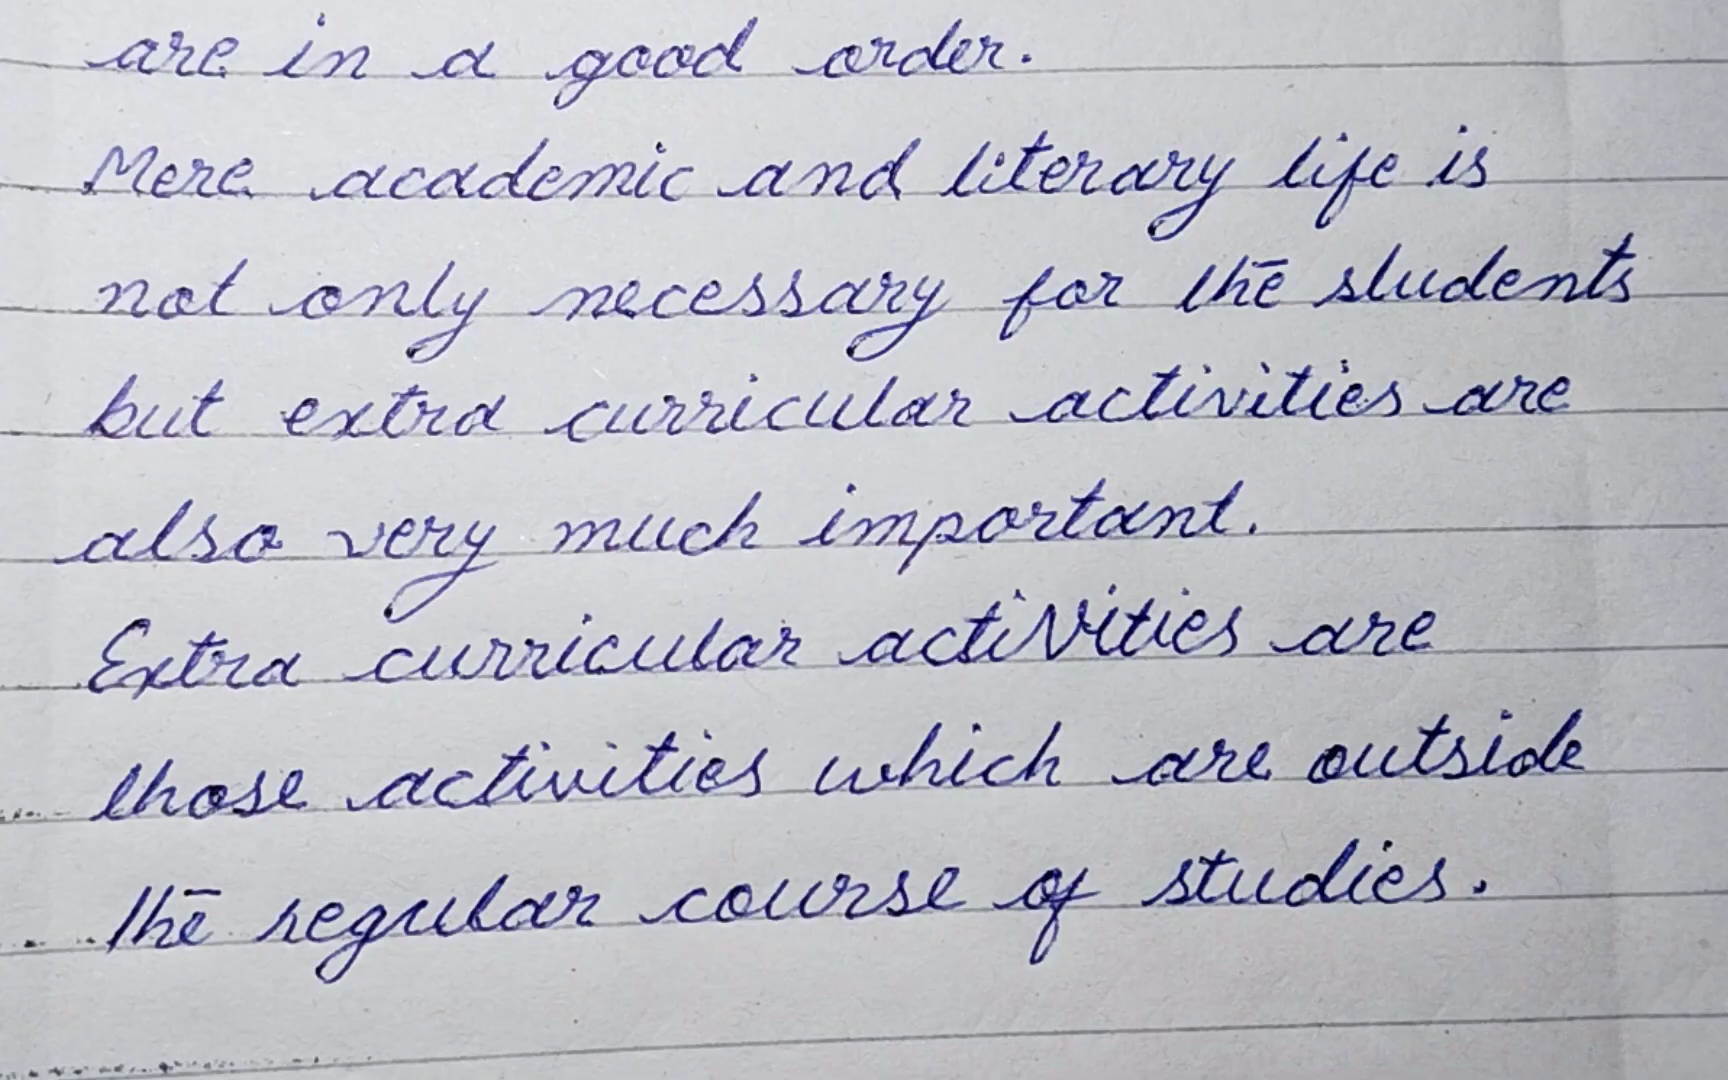 are in a good order.
Mere academic and literary life is
not only necessary for the students
but extra curricular activities are
also very much important.
Extra curricular activities are
those activities which are outside
the regular course of studies.